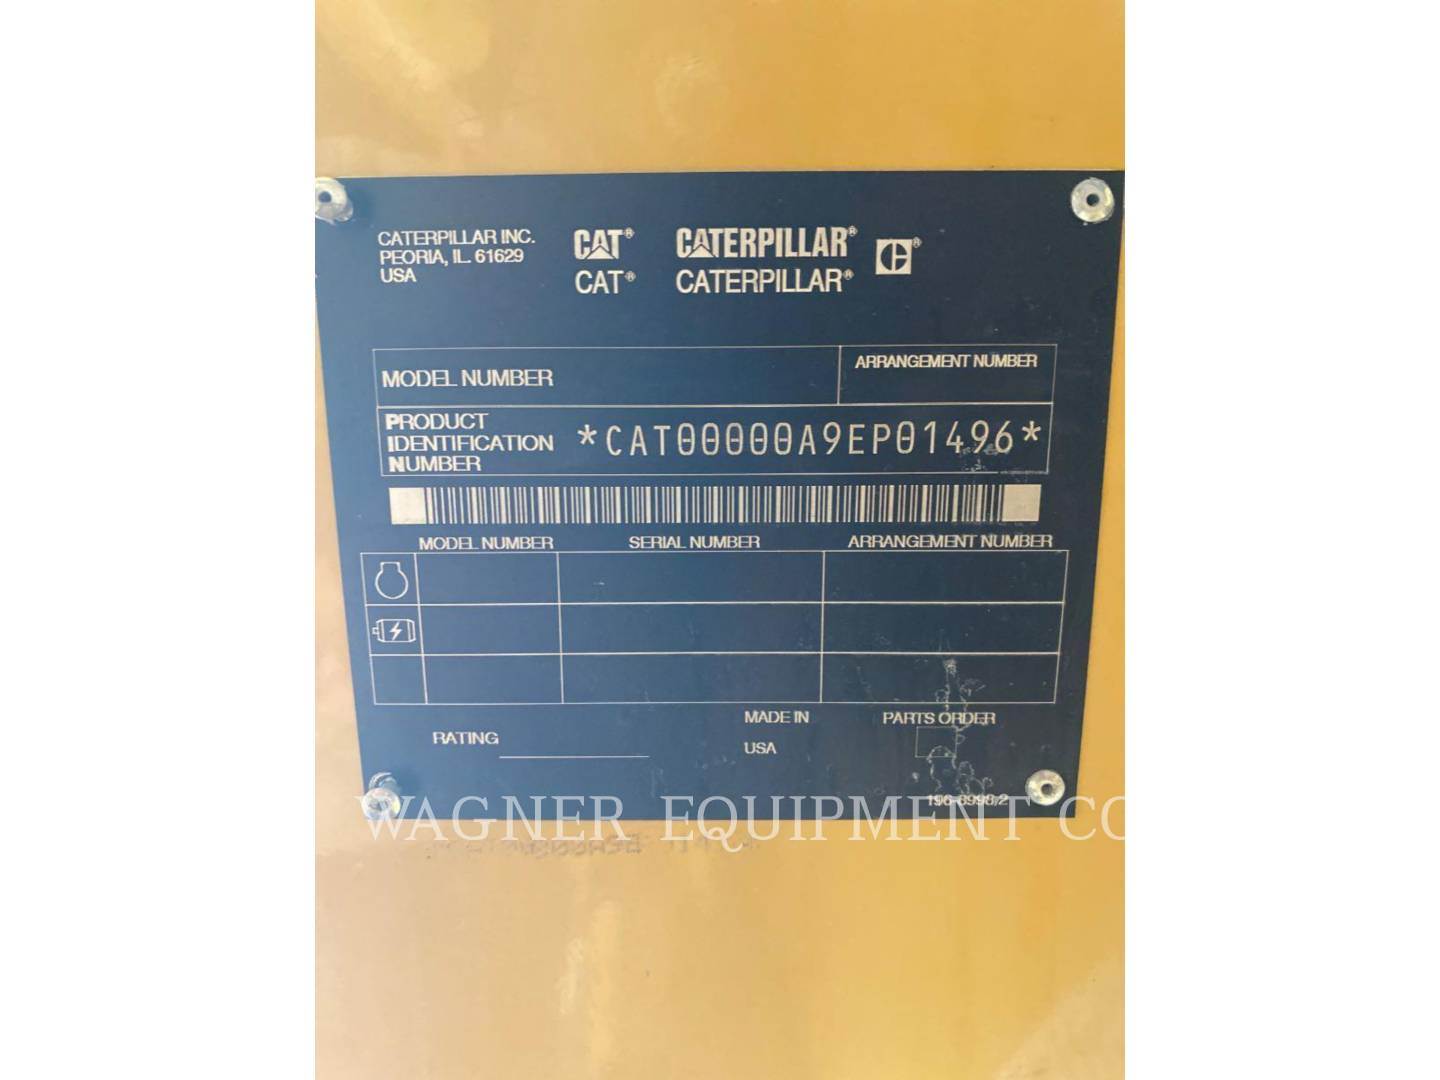 CATERPILLAR INC.
PEORIA, IL. 61629
USA
CAT® CATERPILLAR® ®
CAT® CATERPILLAR®
MODEL NUMBER
ARRANGEMENT NUMBER
PRODUCT
IDENTIFICATION
NUMBER
*CAT00000A9EP01496*
MODEL NUMBER SERIAL NUMBER ARRANGEMENT NUMBER
RATING
MADE IN
USA
PARTS ORDER
WAGNER EQUIPMENT CO